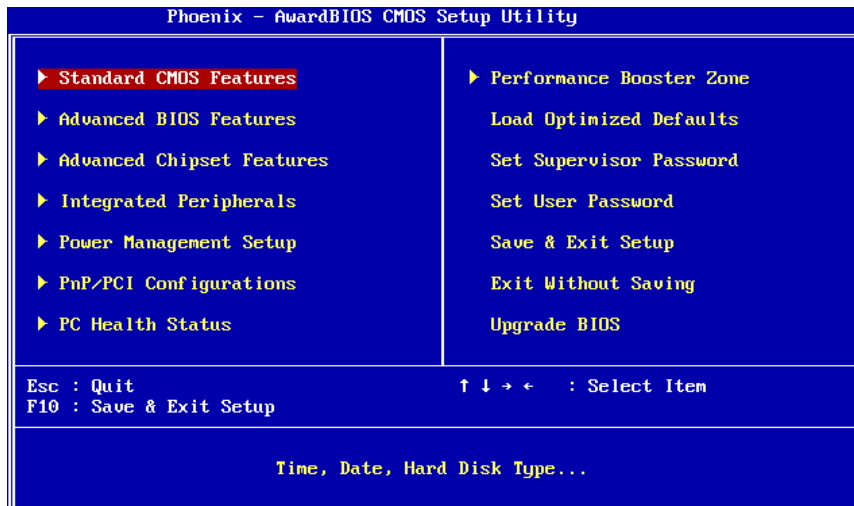 Phoenix - AwardBIOS CMOS Setup Utility
Standard CMOS Features
Advanced BIOS Features
Advanced Chipset Features
Integrated Peripherals
Power Management Setup
PnP/PCI Configurations
PC Health Status
Performance Booster Zone
Load Optimized Defaults
Set Supervisor Password
Set User Password
Save & Exit Setup
Exit Without Saving
Upgrade BIOS
Esc : Quit
F10 : Save & Exit Setup
↑ ↓ → ← : Select Item
Time, Date, Hard Disk Type...